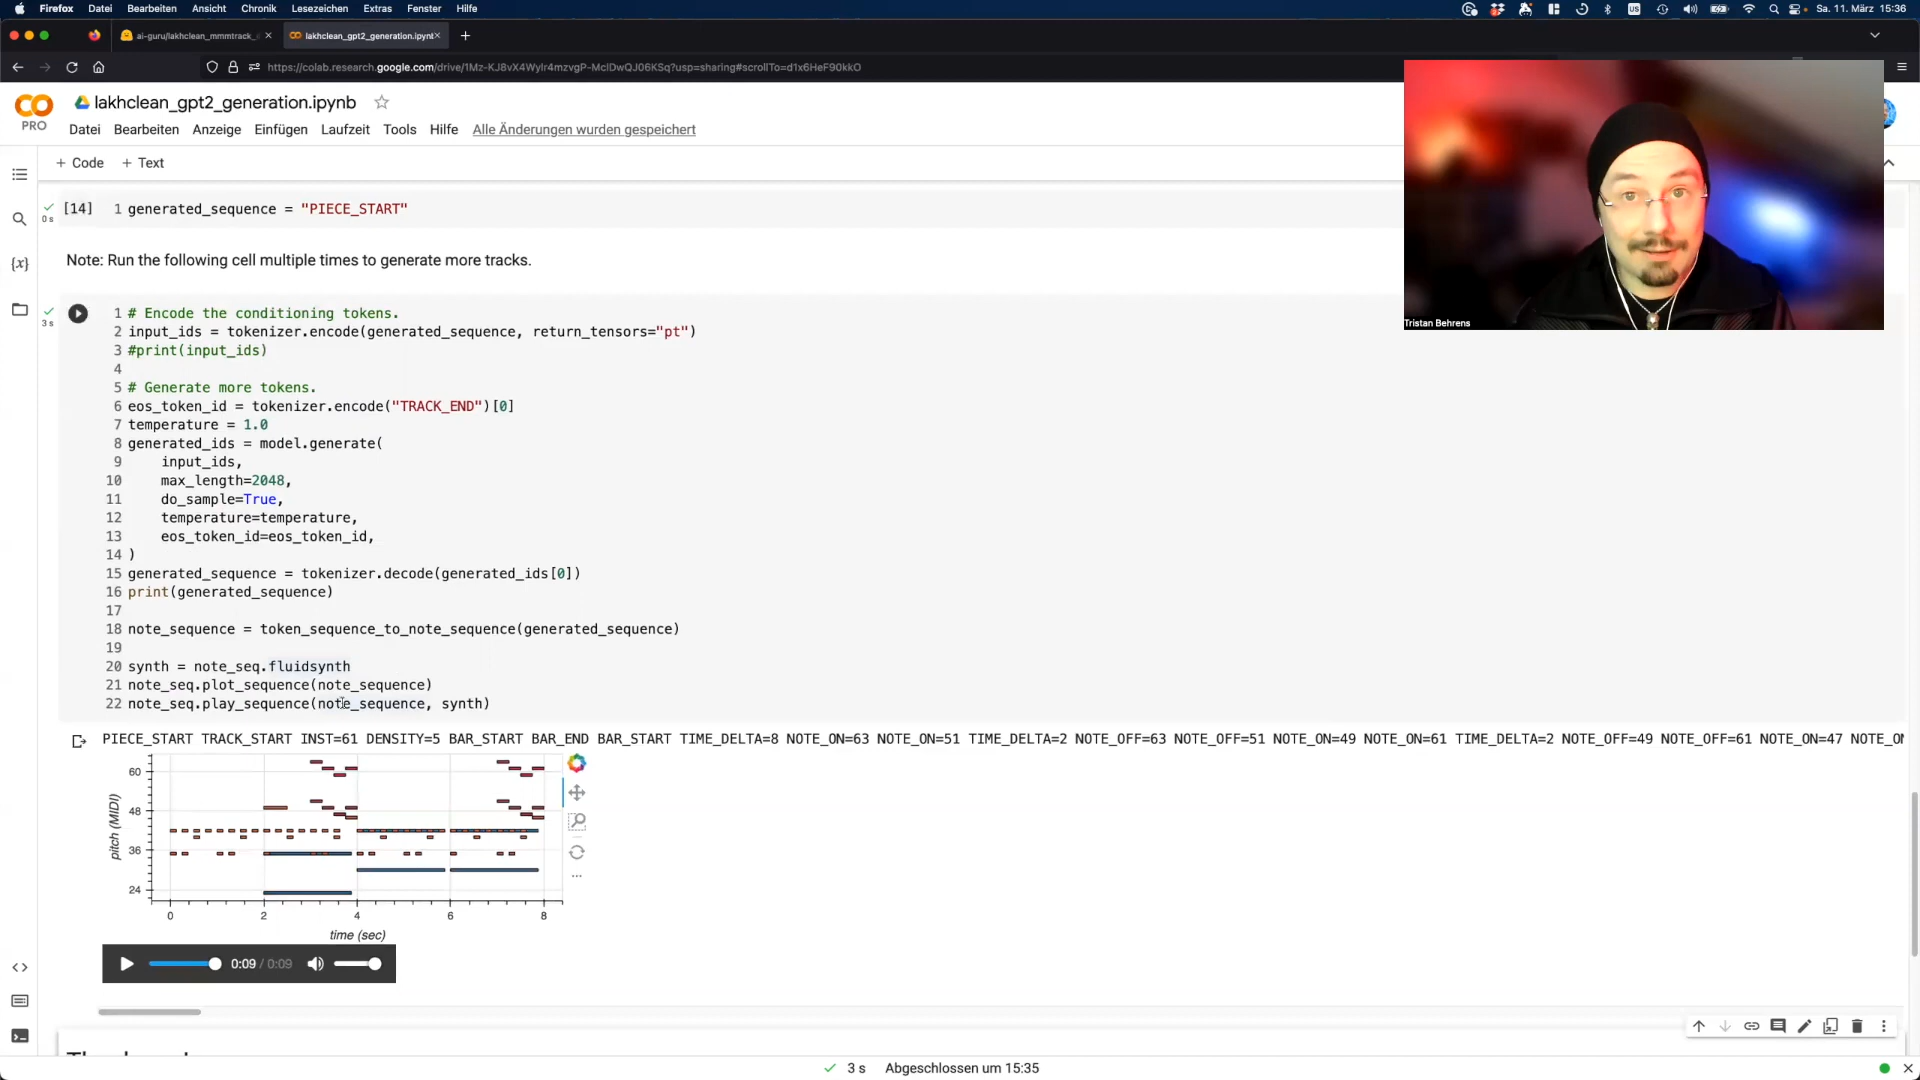 Firefox Datei Bearbeiten Ansicht Chronik Lesezeichen Extras Fenster Hilfe
US Sa. 11. März 15:36
ai-guru/lakhclean_mmmtrack_
lakhclean_gpt2_generation.ipynb
https://colab.research.google.com/drive/1Mz-KJ8vX4Wylr4mzvgP-MclDwQJ06KSq?usp=sharing#scrollTo=d1x6HeF90kkO
lakhclean_gpt2_generation.ipynb
PRO
Datei Bearbeiten Anzeige Einfügen Laufzeit Tools Hilfe Alle Änderungen wurden gespeichert
+ Code + Text
[14] 1 generated_sequence = "PIECE_START"
0 s
Note: Run the following cell multiple times to generate more tracks.
3 s
1 # Encode the conditioning tokens.
2 input_ids = tokenizer.encode(generated_sequence, return_tensors="pt")
3 #print(input_ids)
4
5 # Generate more tokens.
6 eos_token_id = tokenizer.encode("TRACK_END")[0]
7 temperature = 1.0
8 generated_ids = model.generate(
9 input_ids,
10 max_length=2048,
11 do_sample=True,
12 temperature=temperature,
13 eos_token_id=eos_token_id,
14 )
15 generated_sequence = tokenizer.decode(generated_ids[0])
16 print(generated_sequence)
17
18 note_sequence = token_sequence_to_note_sequence(generated_sequence)
19
20 synth = note_seq.fluidsynth
21 note_seq.plot_sequence(note_sequence)
22 note_seq.play_sequence(note_sequence, synth)
Tristan Behrens
PIECE_START TRACK_START INST=61 DENSITY=5 BAR_START BAR_END BAR_START TIME_DELTA=8 NOTE_ON=63 NOTE_ON=51 TIME_DELTA=2 NOTE_OFF=63 NOTE_OFF=51 NOTE_ON=49 NOTE_ON=61 TIME_DELTA=2 NOTE_OFF=49 NOTE_OFF=61 NOTE_ON=47
60
48
36
24
pitch (MIDI)
0 2 4 6 8
time (sec)
0:09 / 0:09
3 s Abgeschlossen um 15:35